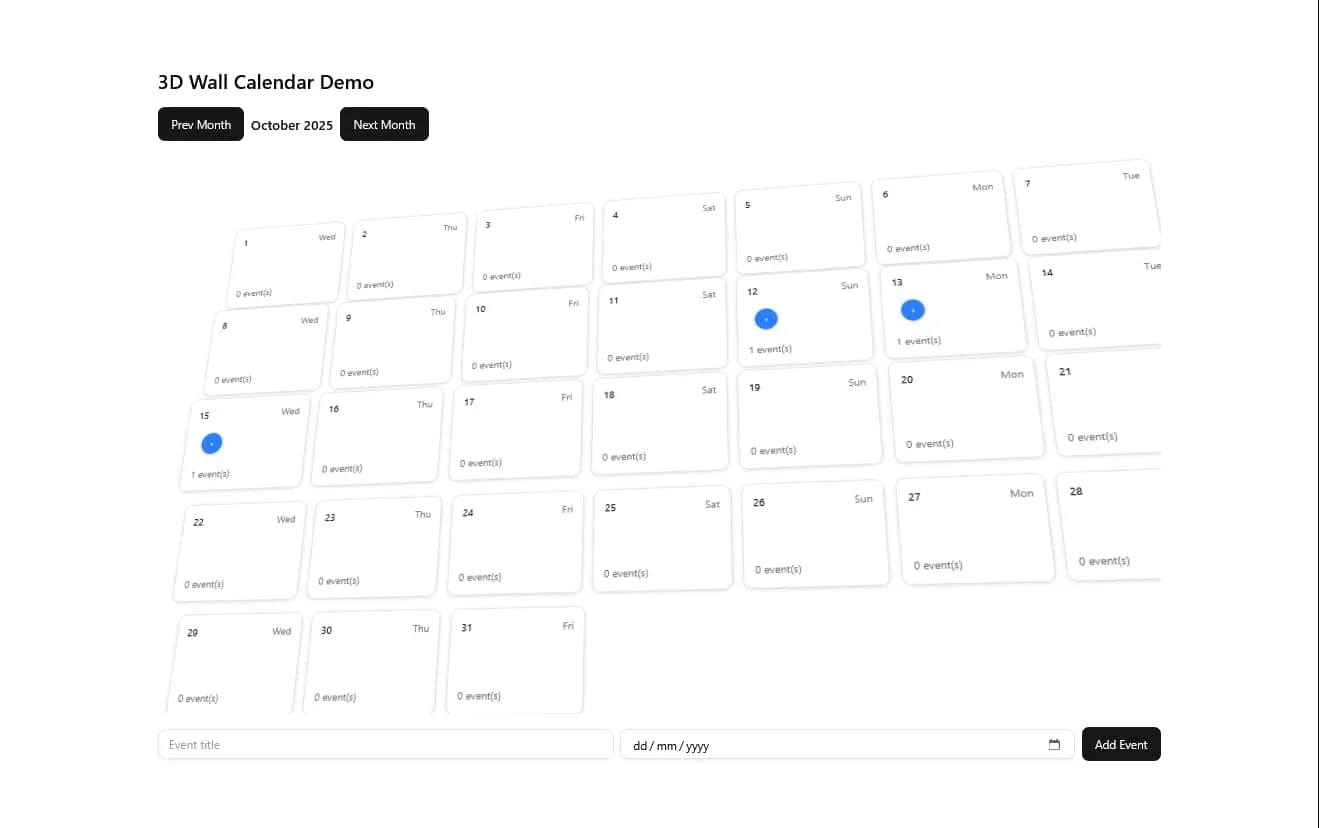 3D Wall Calendar Demo
Prev Month October 2025 Next Month
1 Wed 2 Thu 3 Fri 4 Sat 5 Sun 6 Mon 7 Tue
0 event(s) 0 event(s) 0 event(s) 0 event(s) 0 event(s) 0 event(s) 0 event(s)
8 Wed 9 Thu 10 Fri 11 Sat 12 Sun 13 Mon 14 Tue
0 event(s) 0 event(s) 0 event(s) 0 event(s) 1 event(s) 1 event(s) 0 event(s)
15 Wed 16 Thu 17 Fri 18 Sat 19 Sun 20 Mon 21
1 event(s) 0 event(s) 0 event(s) 0 event(s) 0 event(s) 0 event(s) 0 event(s)
22 Wed 23 Thu 24 Fri 25 Sat 26 Sun 27 Mon 28
0 event(s) 0 event(s) 0 event(s) 0 event(s) 0 event(s) 0 event(s) 0 event(s)
29 Wed 30 Thu 31 Fri
0 event(s) 0 event(s) 0 event(s)
Event title dd/mm/yyyy Add Event